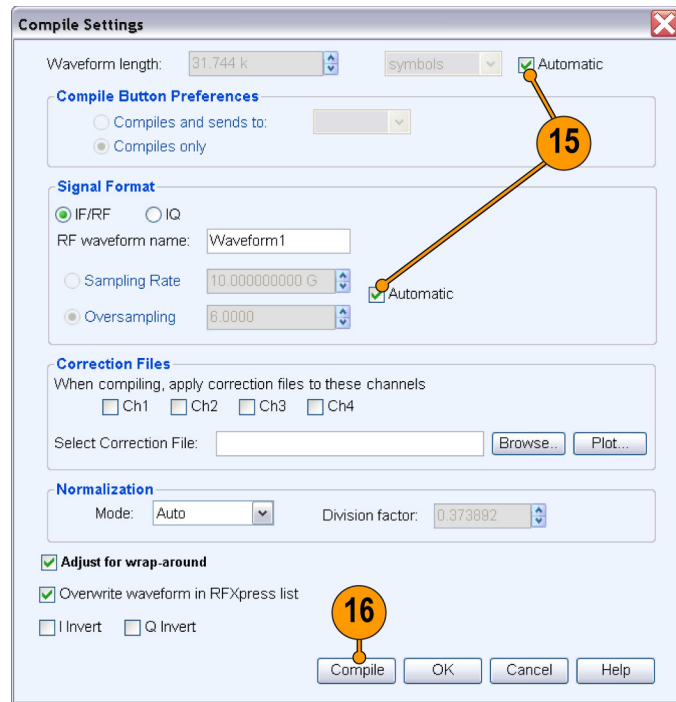 Compile Settings
Waveform length: 31.744 k symbols Automatic
Compile Button Preferences
Compiles and sends to:
Compiles only
15
Signal Format
IF/RF IQ
RF waveform name: Waveform1
Sampling Rate 10.000000000 G
Automatic
Oversampling 6.0000
Correction Files
When compiling, apply correction files to these channels
Ch1 Ch2 Ch3 Ch4
Select Correction File: Browse.. Plot...
Normalization
Mode: Auto Division factor: 0.373892
Adjust for wrap-around
Overwrite waveform in RFXpress list
16
I Invert Q Invert
Compile OK Cancel Help